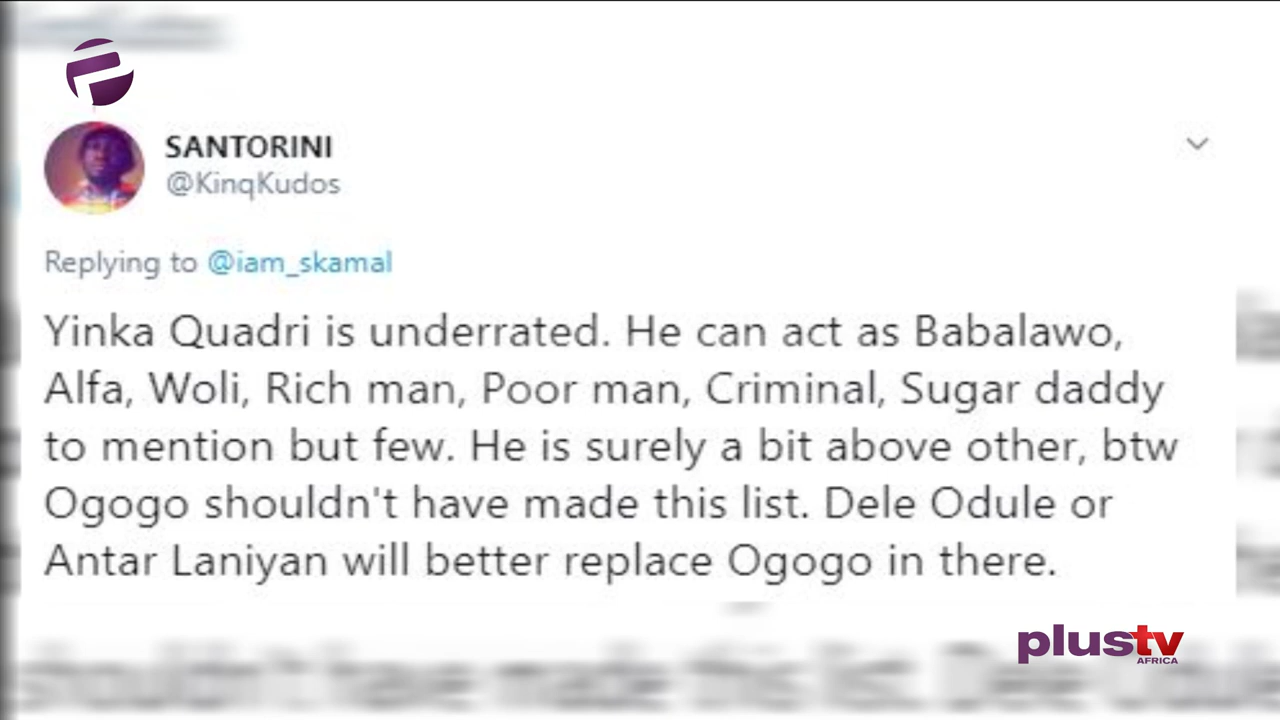 SANTORINI
@KinqKudos
Replying to @iam_skamal
Yinka Quadri is underrated. He can act as Babalawo,
Alfa, Woli, Rich man, Poor man, Criminal, Sugar daddy
to mention but few. He is surely a bit above other, btw
Ogogo shouldn't have made this list. Dele Odule or
Antar Laniyan will better replace Ogogo in there.
plustv
AFRICA